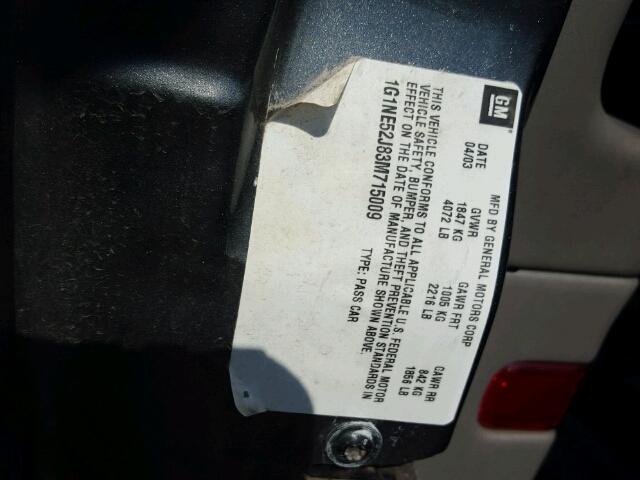 GM
MFD BY GENERAL MOTORS CORP
DATE GVWR GAWR FRT GAWR RR
04/03 1847 KG 1005 KG 842 KG
4072 LB 2216 LB 1856 LB
THIS VEHICLE CONFORMS TO ALL APPLICABLE U.S. FEDERAL MOTOR
VEHICLE SAFETY, BUMPER, AND THEFT PREVENTION STANDARDS IN
EFFECT ON THE DATE OF MANUFACTURE SHOWN ABOVE.
1G1NE52J83M715009 TYPE: PASS CAR